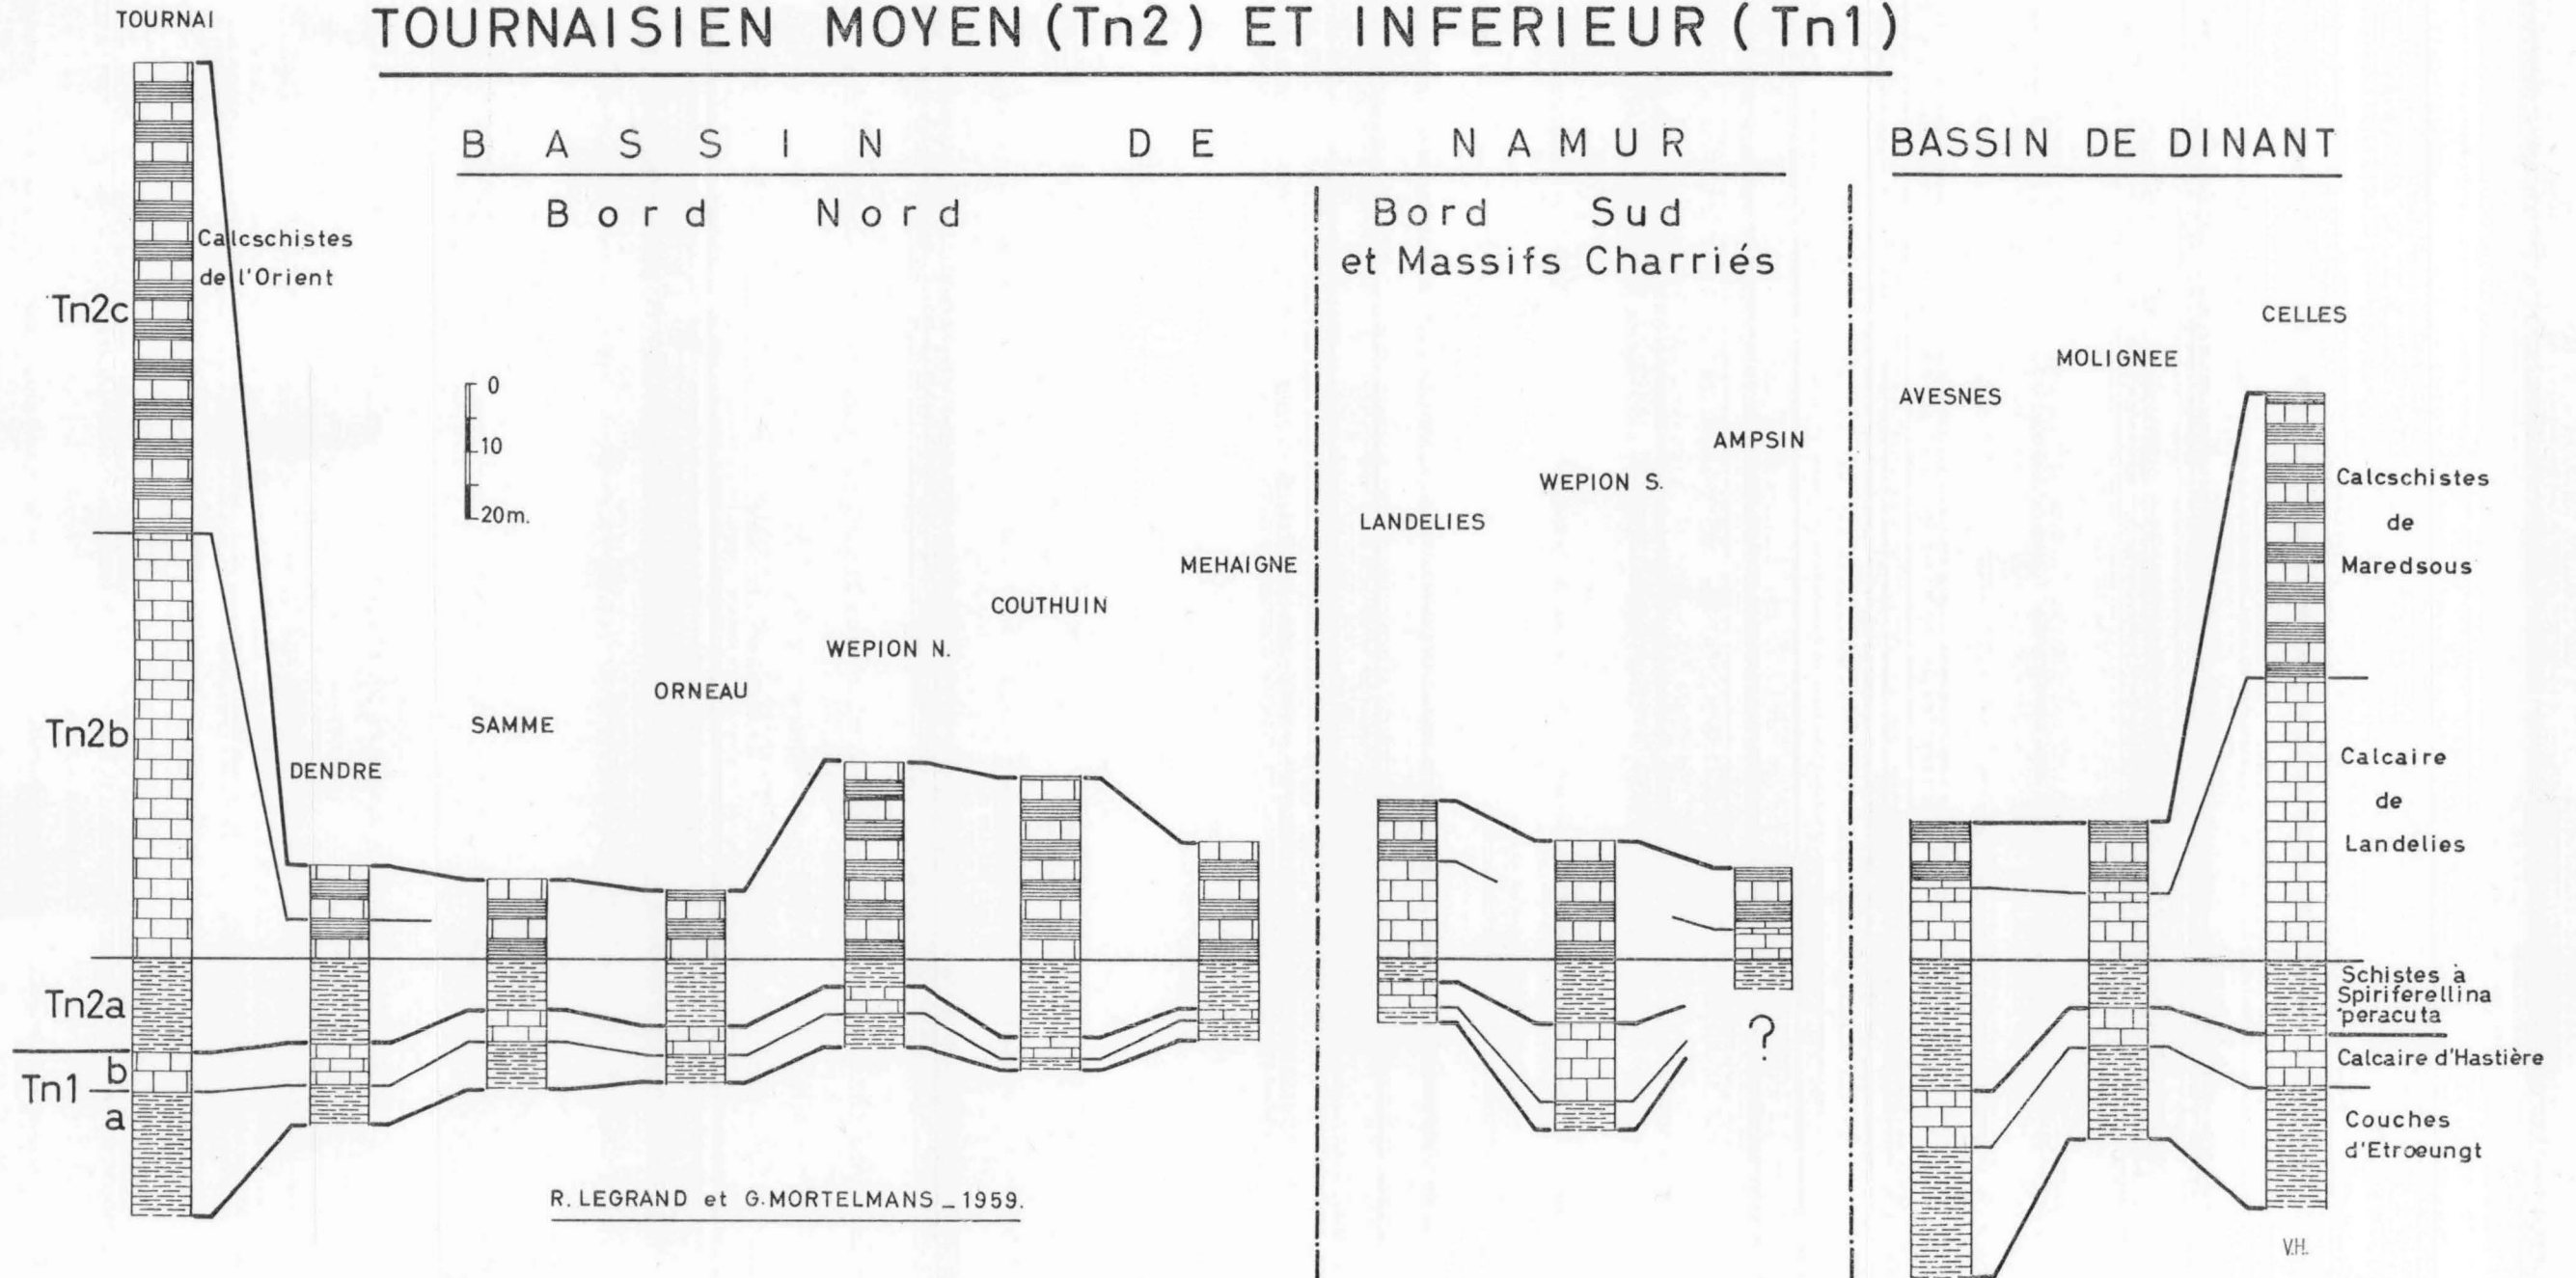 TOURNAI
TOURNAISIEN MOYEN (Tn2) ET INFERIEUR (Tn1)
BASSIN DE NAMUR
BASSIN DE DINANT
Bord Nord
Bord Sud
et Massifs Charriés
Calcschistes
de l'Orient
Tn2c
Tn2b
Tn2a
Tn1
b
a
0
10
20m.
DENDRE
SAMME
ORNEAU
WEPION N.
COUTHUIN
MEHAIGNE
LANDELIES
WEPION S.
AMPSIN
?
AVESNES
MOLIGNEE
CELLES
Calcschistes
de
Maredsous
Calcaire
de
Landelies
Schistes à
Spiriferellina
peracuta
Calcaire d'Hastière
Couches
d'Etrœungt
R. LEGRAND et G. MORTELMANS _ 1959.
V.H.